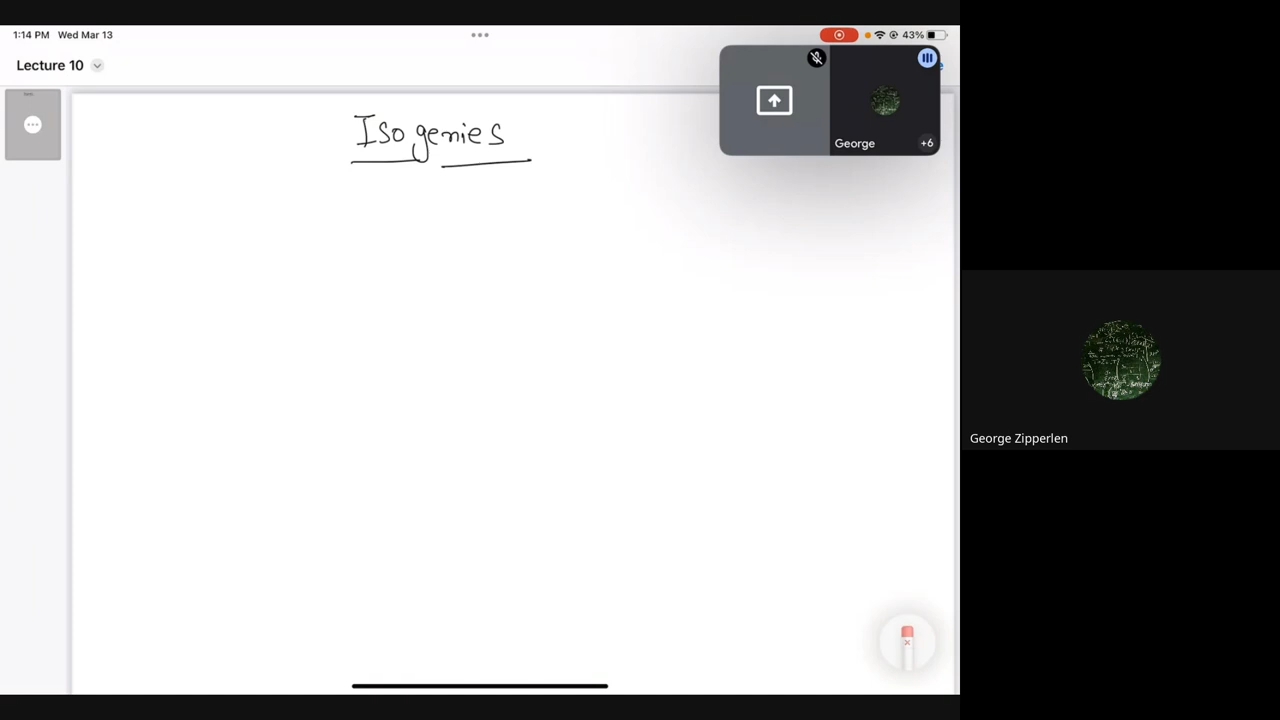 1:14 PM Wed Mar 13
43%
Lecture 10
Isogenies
George
+6
George Zipperlen